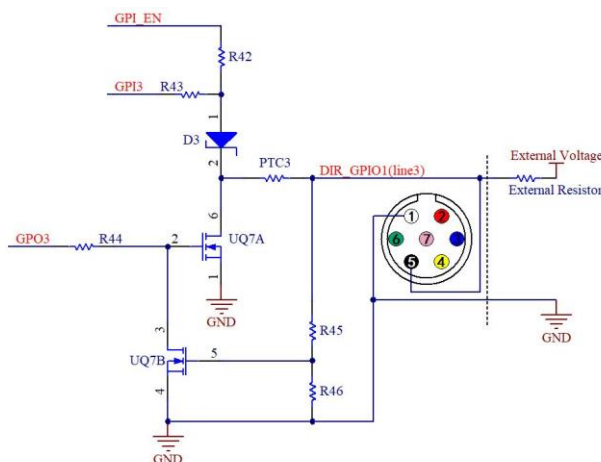 GPI_EN
R42
GPI3
R43
1
D3
2
PTC3
DIR_GPIO1(line3)
External Voltage
External Resistor
1
2
6
7
3
5
4
GPO3
R44
2
6
UQ7A
1
GND
GND
3
UQ7B
5
4
R45
R46
GND